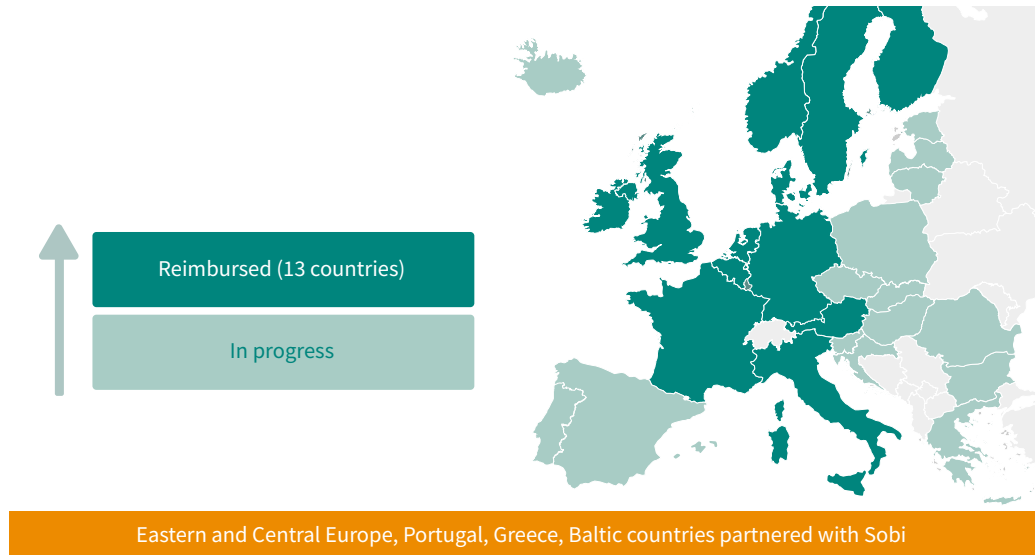 Reimbursed (13 countries)
In progress
Eastern and Central Europe, Portugal, Greece, Baltic countries partnered with Sobi